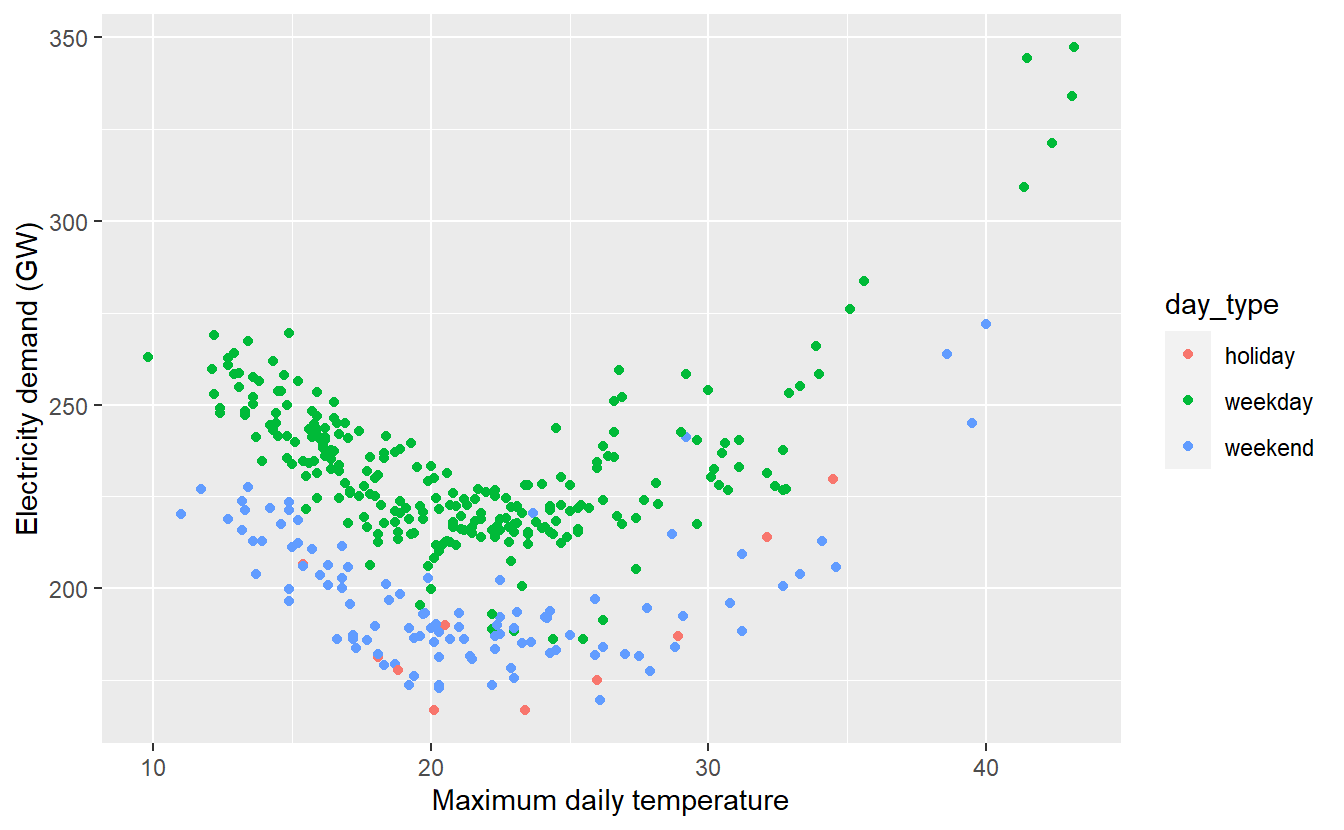 350
300
250
200
Electricity demand (GW)
10 20 30 40
Maximum daily temperature
day_type
holiday
weekday
weekend